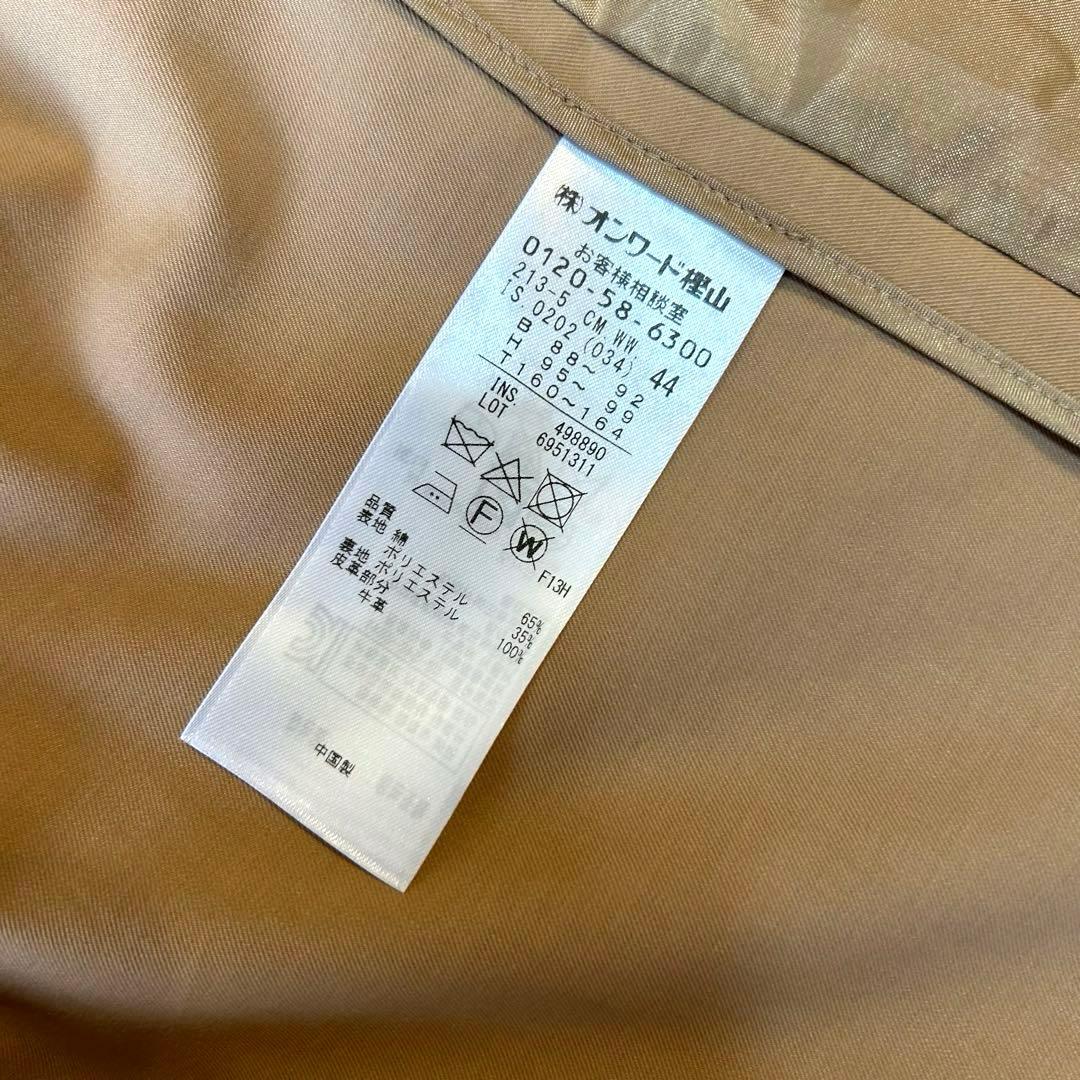 (株)オンワード樫山
お客様相談室
0120-58-6300
213-5 CM WW
IS.0202(034) 44
B 88～ 92
H 95～ 99
T 160～164
INS. 498890
LOT 6951311
F
W
F13H
品質
表地 綿 65%
ポリエステル 35%
裏地 ポリエステル 100%
皮革部分
牛革
中国製